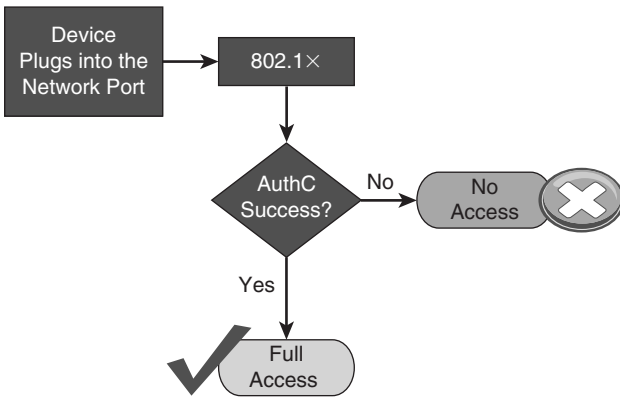 Device
Plugs into the
Network Port
802.1×
AuthC
Success?
No
No
Access
Yes
Full
Access